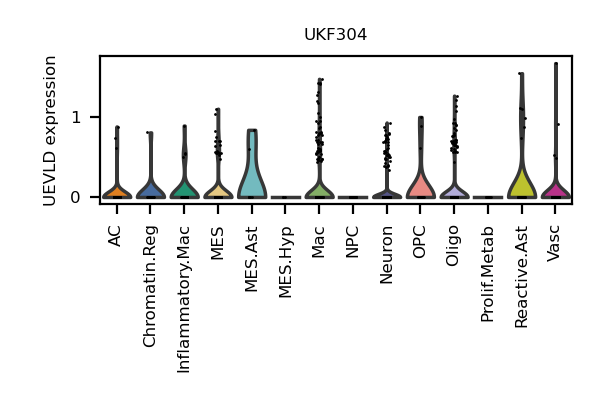 UKF304
UEVLD expression
1
0
AC
Chromatin.Reg
Inflammatory.Mac
MES
MES.Ast
MES.Hyp
Mac
NPC
Neuron
OPC
Oligo
Prolif.Metab
Reactive.Ast
Vasc